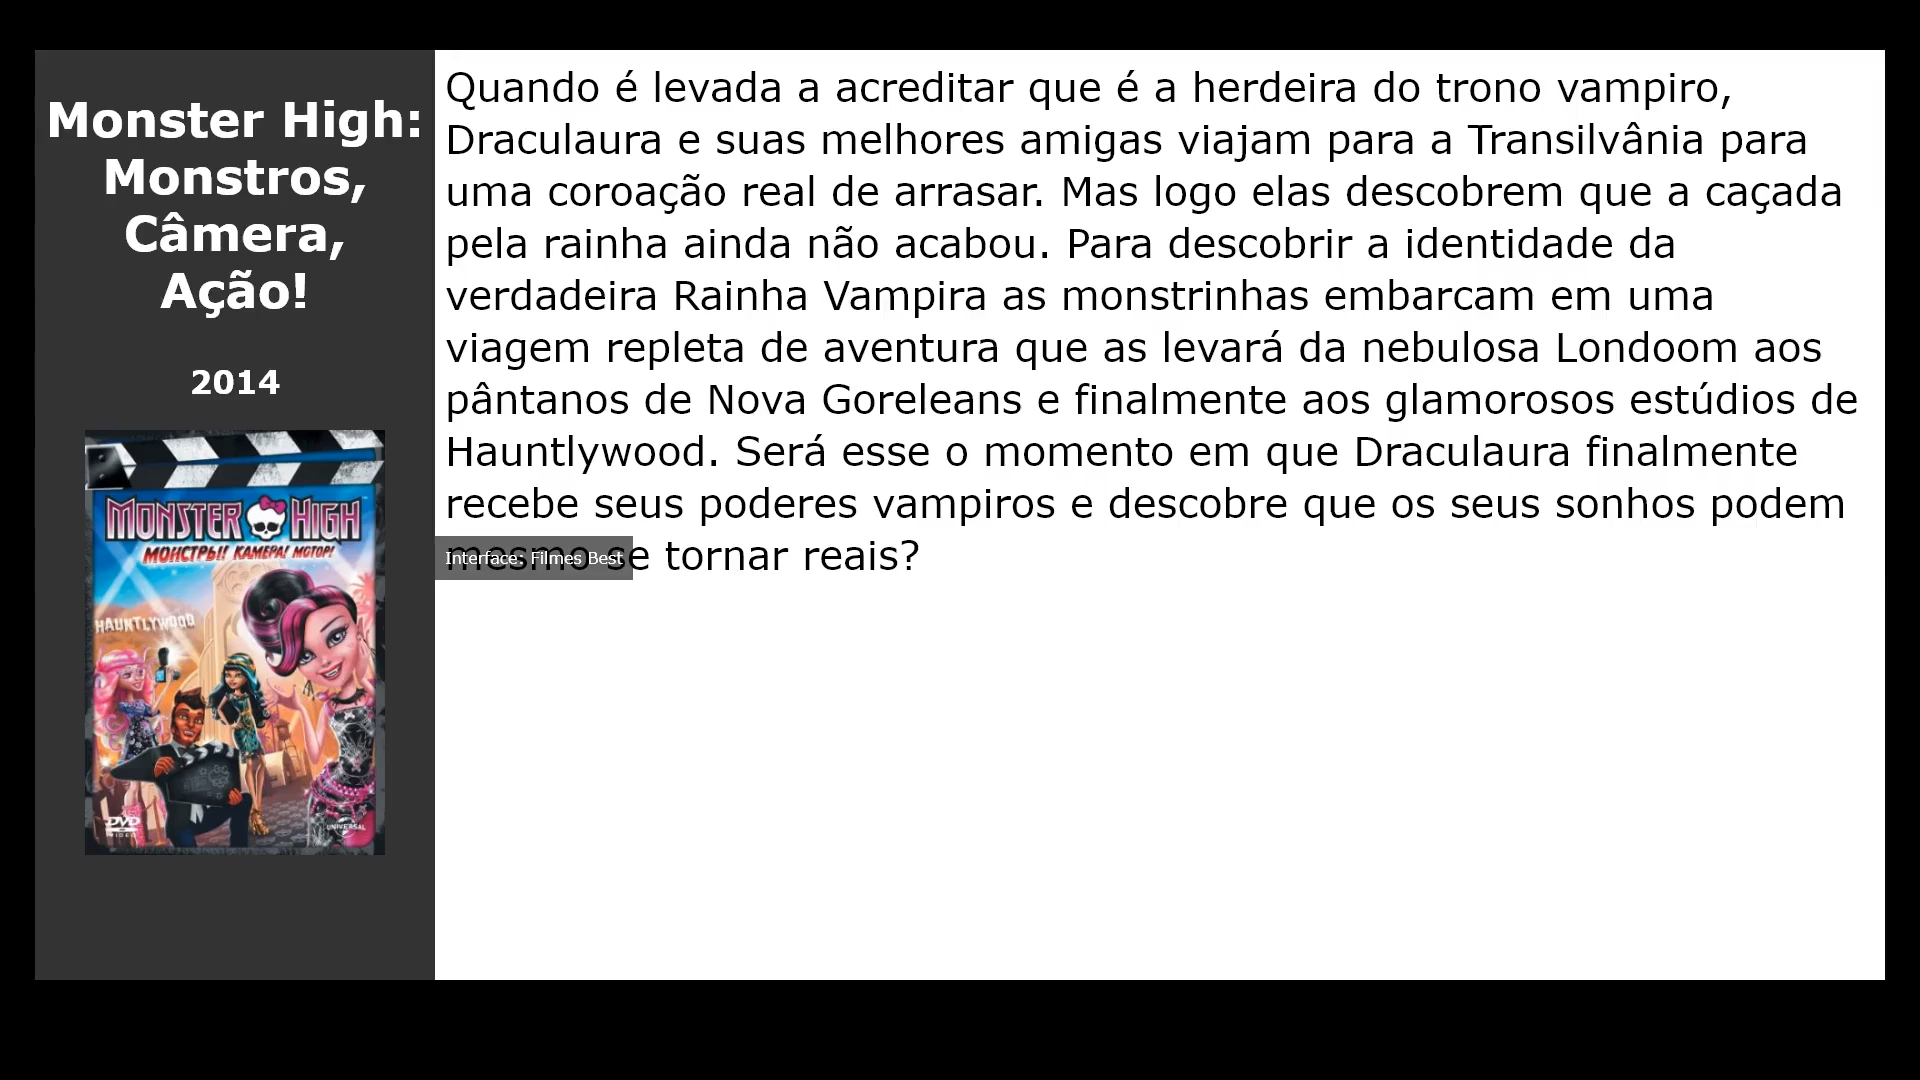 Monster High:
Monstros,
Câmera,
Ação!
2014
MONSTER HIGH
МОНСТРЫ! КАМЕРА! МОТОР!
HAUNTLYWOOD
DVD
VIDEO
UNIVERSAL
Quando é levada a acreditar que é a herdeira do trono vampiro,
Draculaura e suas melhores amigas viajam para a Transilvânia para
uma coroação real de arrasar. Mas logo elas descobrem que a caçada
pela rainha ainda não acabou. Para descobrir a identidade da
verdadeira Rainha Vampira as monstrinhas embarcam em uma
viagem repleta de aventura que as levará da nebulosa Londoom aos
pântanos de Nova Goreleans e finalmente aos glamorosos estúdios de
Hauntlywood. Será esse o momento em que Draculaura finalmente
recebe seus poderes vampiros e descobre que os seus sonhos podem
mesmo se tornar reais?
Interface: Filmes Best